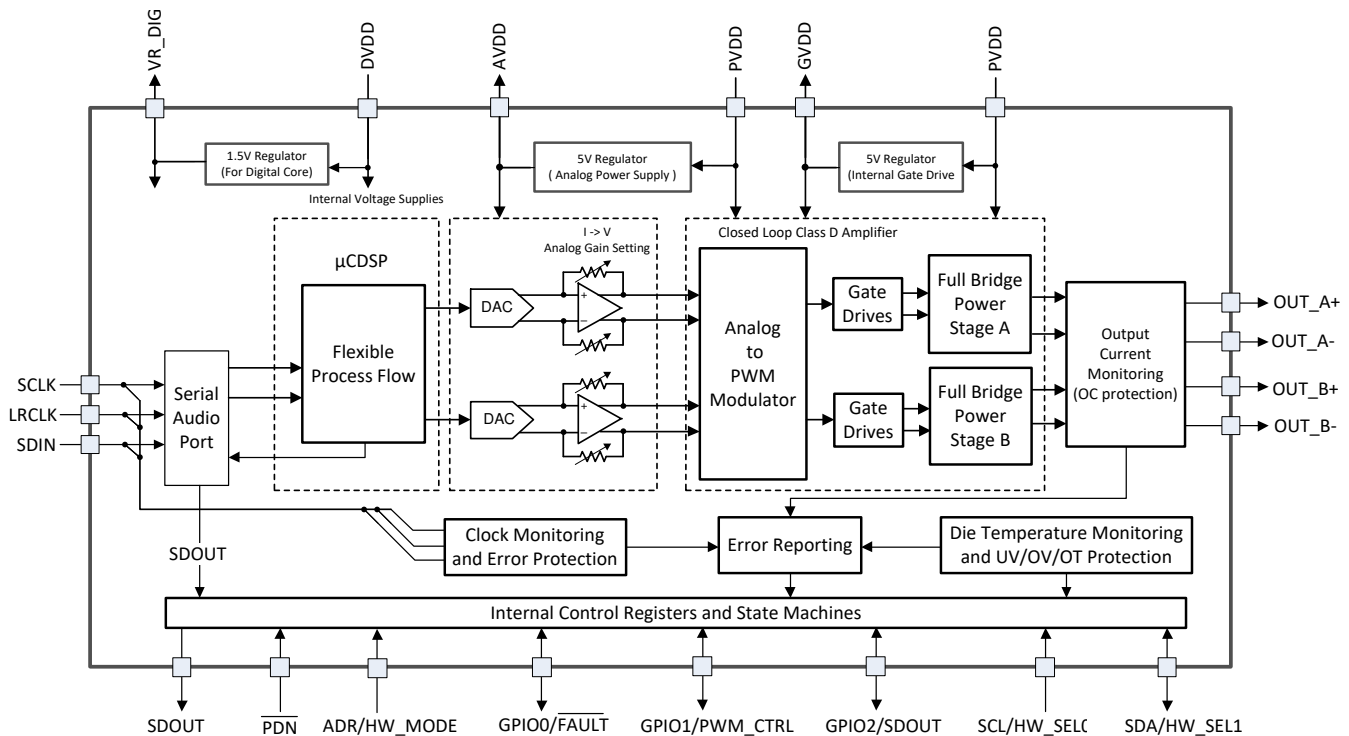 VR_DIG
DVDD
AVDD
PVDD
GVDD
PVDD
1.5V Regulator
(For Digital Core)
5V Regulator
( Analog Power Supply )
5V Regulator
(Internal Gate Drive
Internal Voltage Supplies
I -> V
Analog Gain Setting
Closed Loop Class D Amplifier
µCDSP
Flexible
Process Flow
DAC
+
−
DAC
+
−
Analog
to
PWM
Modulator
Gate
Drives
Gate
Drives
Full Bridge
Power
Stage A
Full Bridge
Power
Stage B
Output
Current
Monitoring
(OC protection)
OUT_A+
OUT_A-
OUT_B+
OUT_B-
SCLK
LRCLK
SDIN
Serial
Audio
Port
SDOUT
Clock Monitoring
and Error Protection
Error Reporting
Die Temperature Monitoring
and UV/OV/OT Protection
Internal Control Registers and State Machines
SDOUT
PDN
ADR/HW_MODE
GPIO0/FAULT
GPIO1/PWM_CTRL
GPIO2/SDOUT
SCL/HW_SEL0
SDA/HW_SEL1